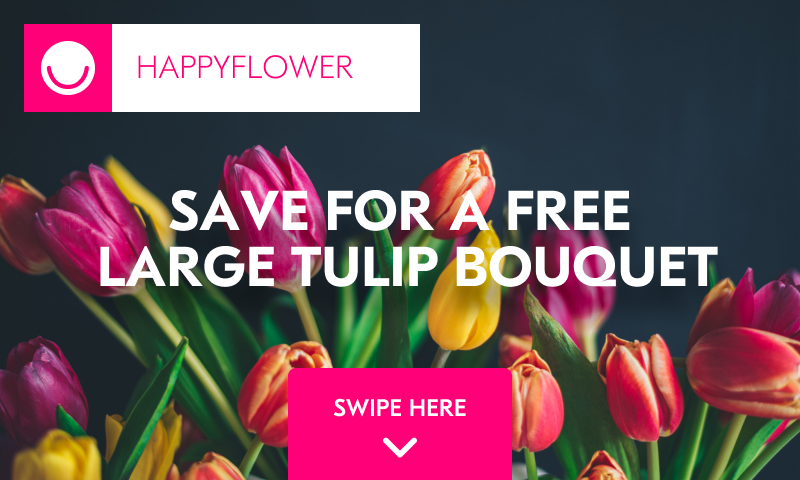 HAPPYFLOWER
SAVE FOR A FREE
LARGE TULIP BOUQUET
SWIPE HERE